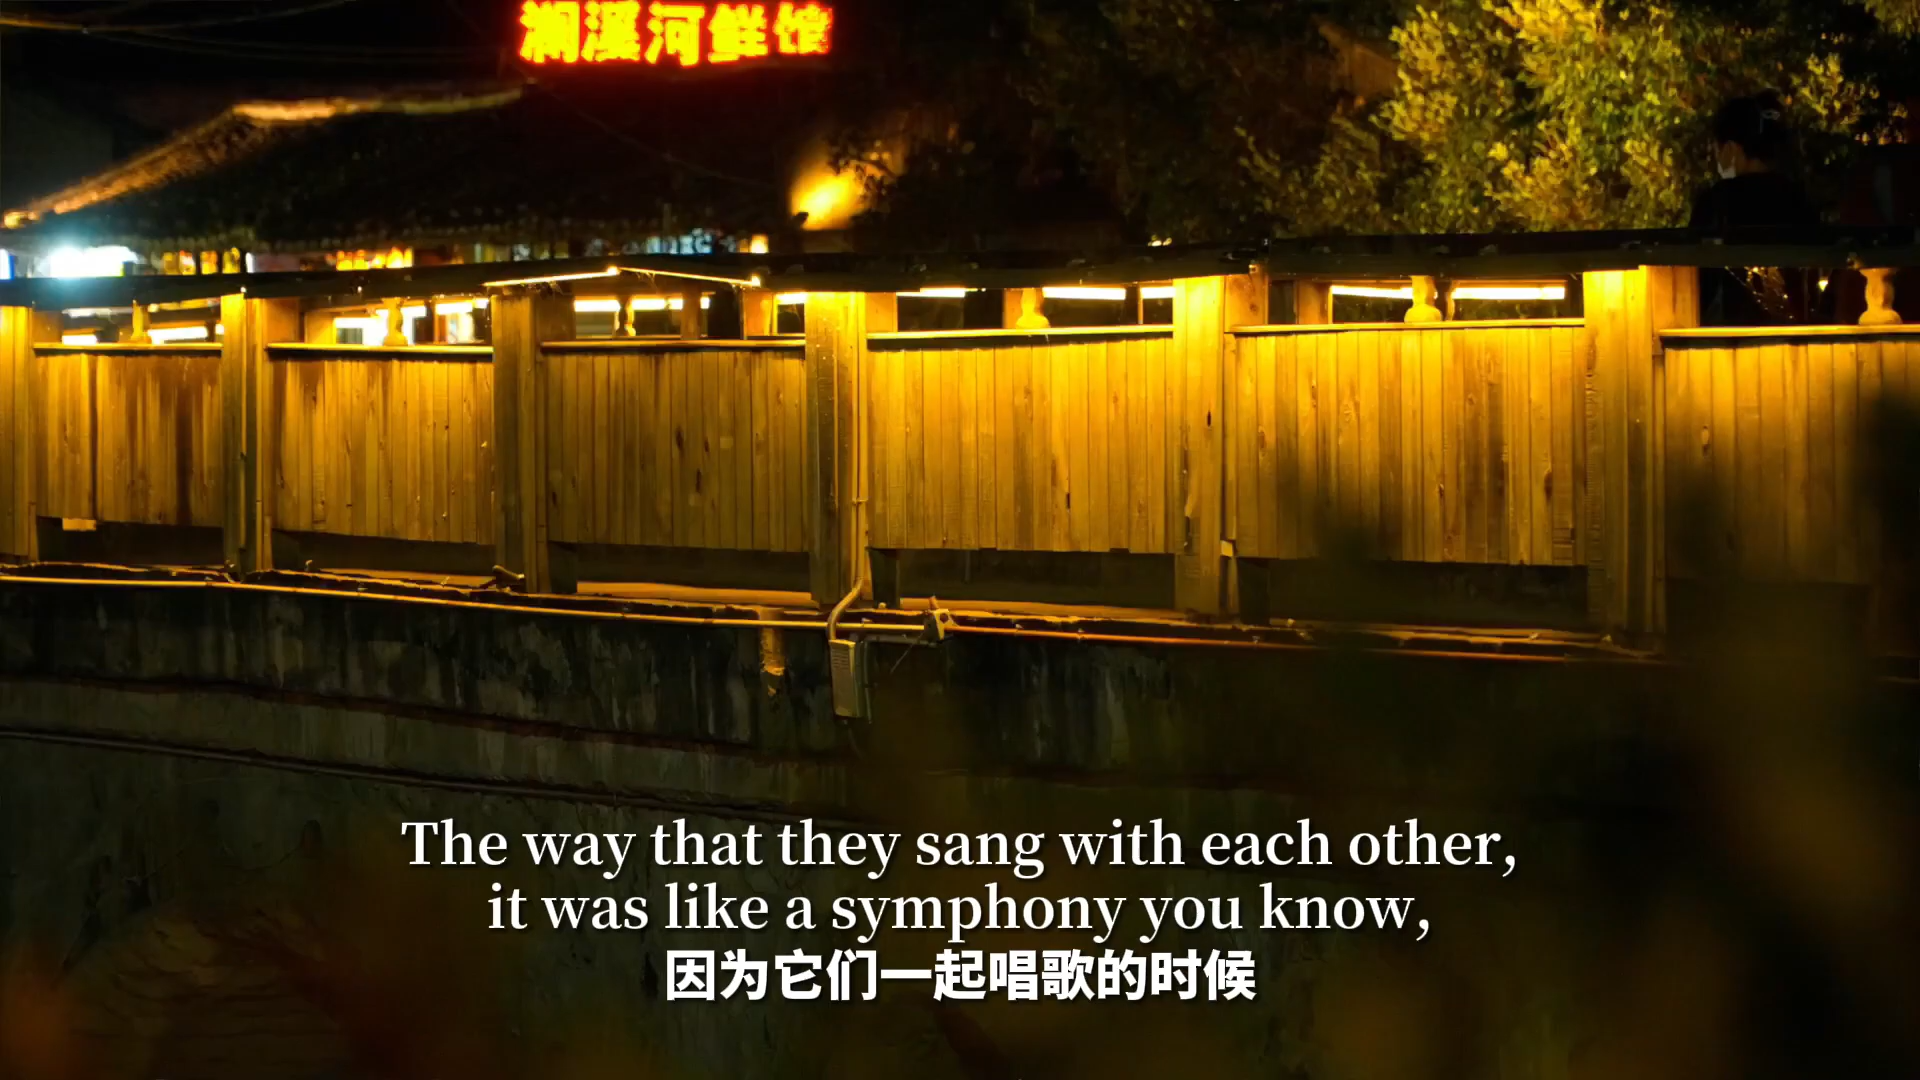 澜溪河鲜馆
The way that they sang with each other,
it was like a symphony you know,
因为它们一起唱歌的时候